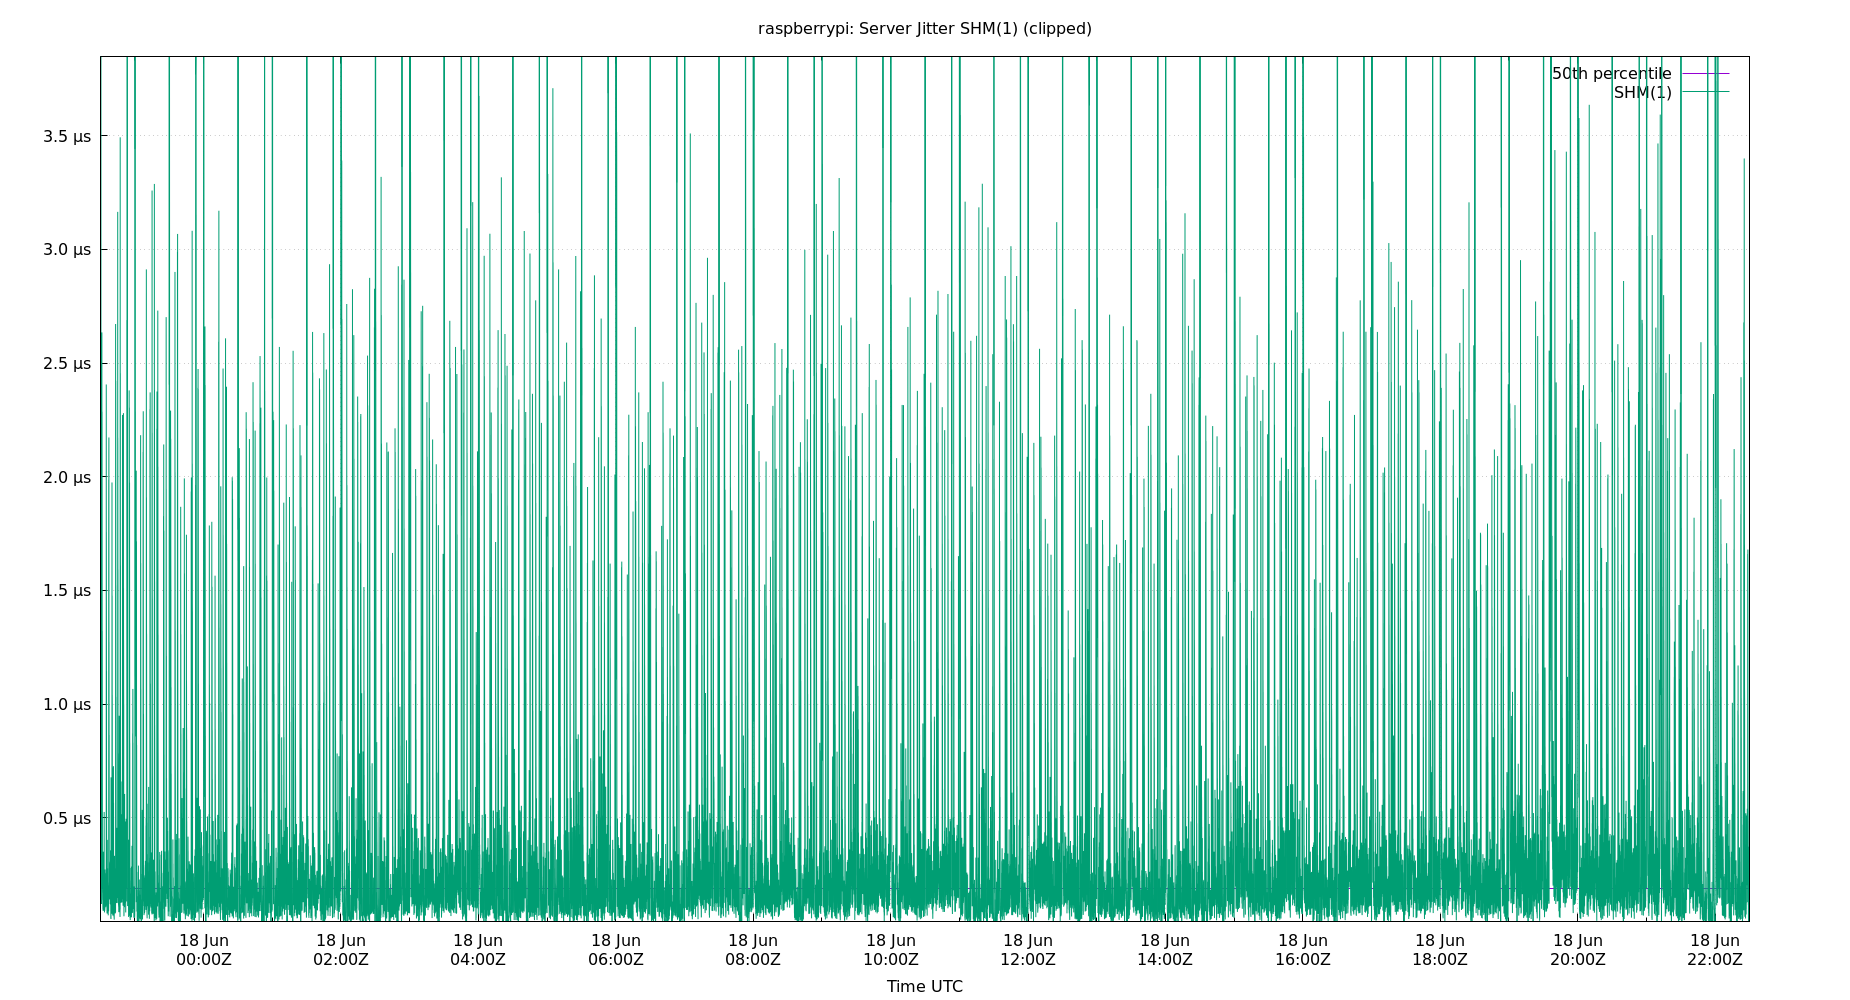 raspberrypi: Server Jitter SHM(1) (clipped)
50th percentile
SHM(1)
3.5 µs
3.0 µs
2.5 µs
2.0 µs
1.5 µs
1.0 µs
0.5 µs
18 Jun 18 Jun 18 Jun 18 Jun 18 Jun 18 Jun 18 Jun 18 Jun 18 Jun 18 Jun 18 Jun 18 Jun
00:00Z 02:00Z 04:00Z 06:00Z 08:00Z 10:00Z 12:00Z 14:00Z 16:00Z 18:00Z 20:00Z 22:00Z
Time UTC